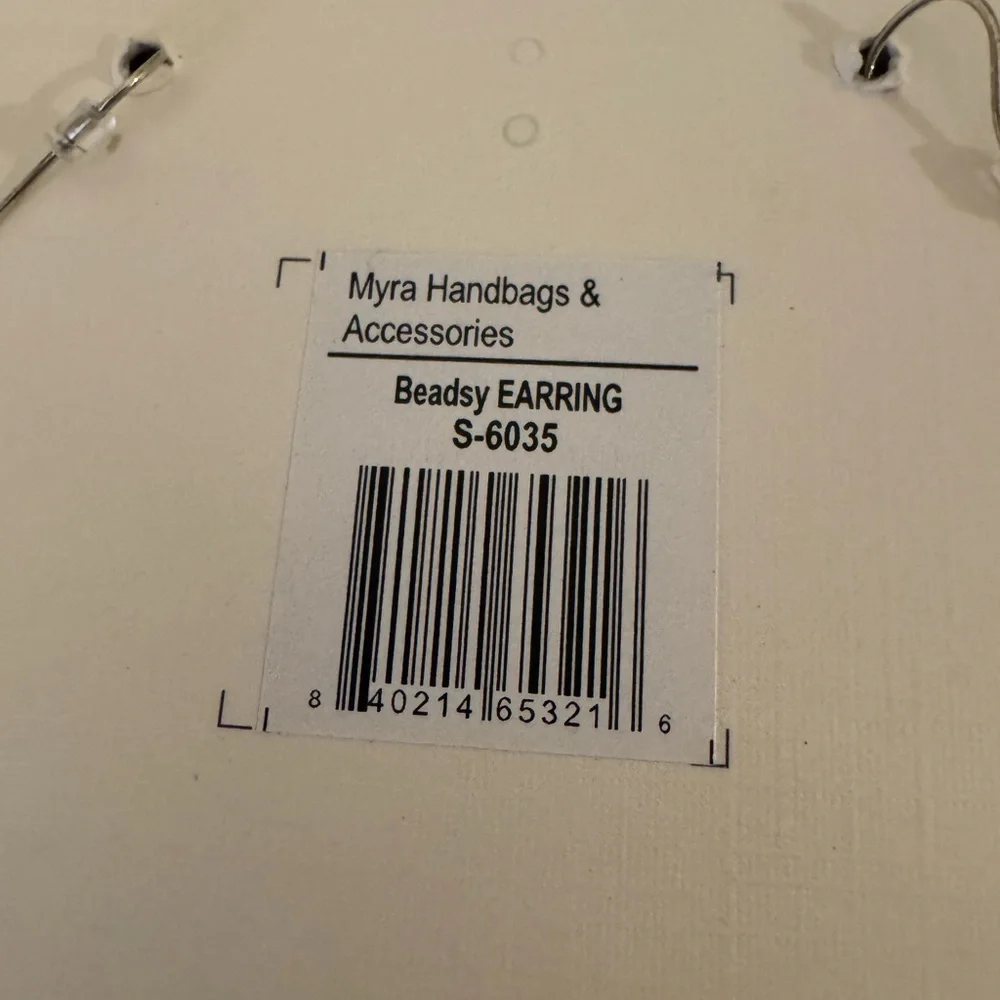 Myra Handbags &
Accessories
Beadsy EARRING
S-6035
8 40214 65321 6